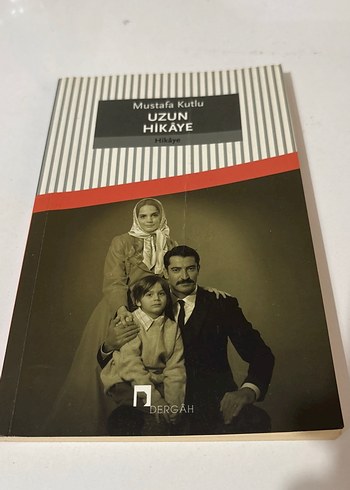 Mustafa Kutlu
UZUN
HİKÂYE
Hikâye
DERGÂH